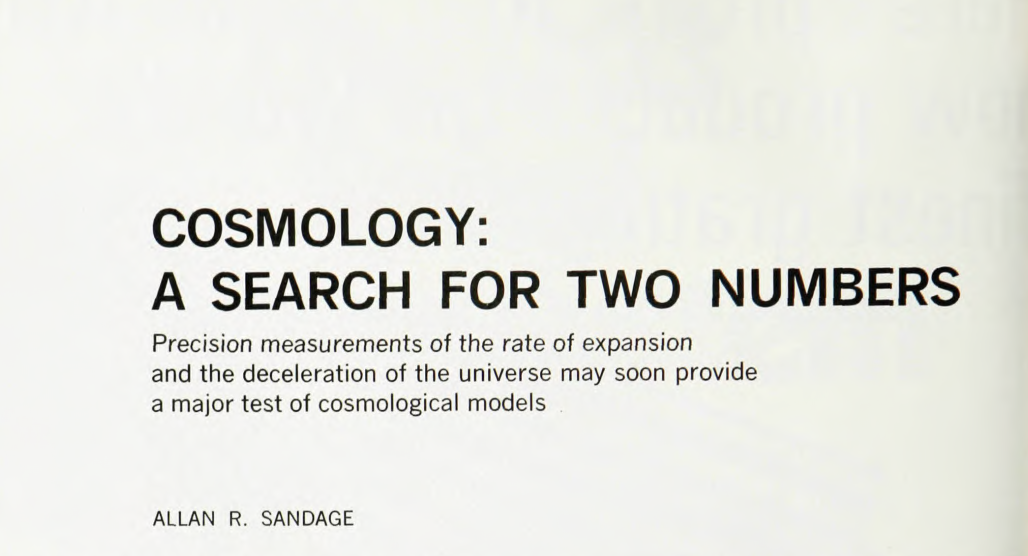 COSMOLOGY:
A SEARCH FOR TWO NUMBERS
Precision measurements of the rate of expansion
and the deceleration of the universe may soon provide
a major test of cosmological models
ALLAN R. SANDAGE